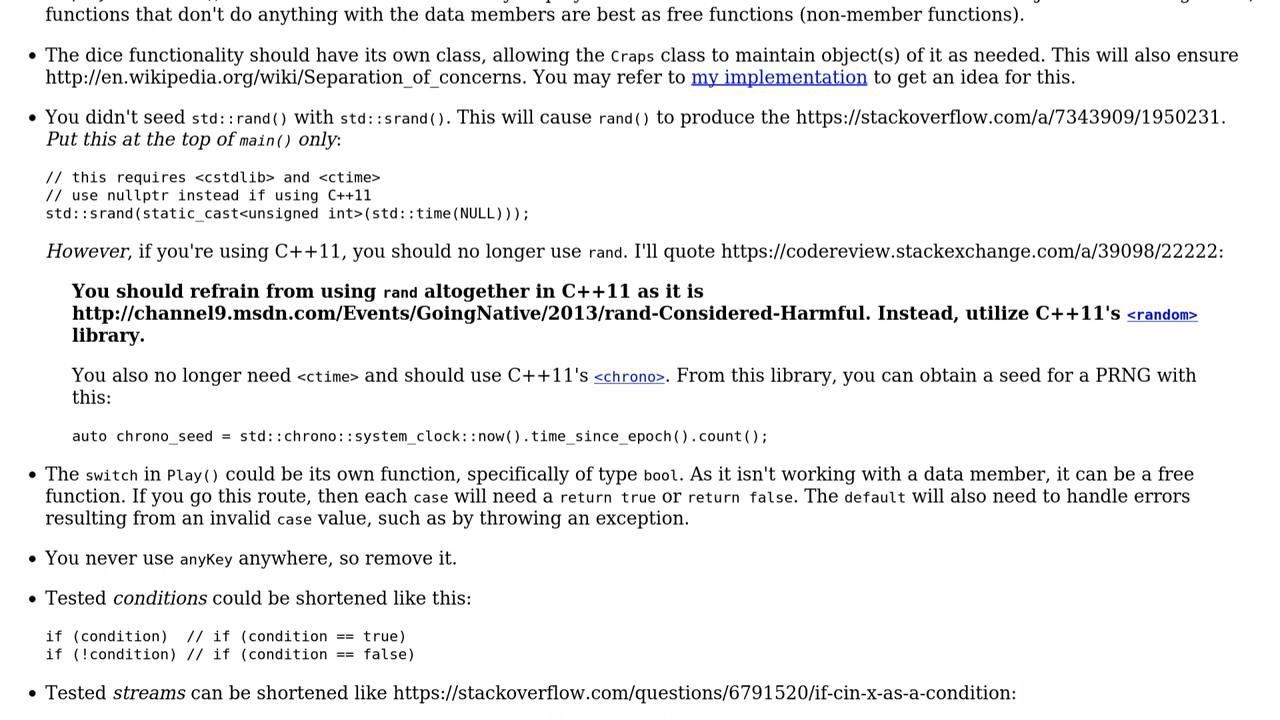 functions that don't do anything with the data members are best as free functions (non-member functions).
• The dice functionality should have its own class, allowing the Craps class to maintain object(s) of it as needed. This will also ensure
http://en.wikipedia.org/wiki/Separation_of_concerns. You may refer to my implementation to get an idea for this.
• You didn't seed std::rand() with std::srand(). This will cause rand() to produce the https://stackoverflow.com/a/7343909/1950231.
Put this at the top of main() only:
// this requires <cstdlib> and <ctime>
// use nullptr instead if using C++11
std::srand(static_cast<unsigned int>(std::time(NULL)));
However, if you're using C++11, you should no longer use rand. I'll quote https://codereview.stackexchange.com/a/39098/22222:
You should refrain from using rand altogether in C++11 as it is
http://channel9.msdn.com/Events/GoingNative/2013/rand-Considered-Harmful. Instead, utilize C++11's <random>
library.
You also no longer need <ctime> and should use C++11's <chrono>. From this library, you can obtain a seed for a PRNG with
this:
auto chrono_seed = std::chrono::system_clock::now().time_since_epoch().count();
• The switch in Play() could be its own function, specifically of type bool. As it isn't working with a data member, it can be a free
function. If you go this route, then each case will need a return true or return false. The default will also need to handle errors
resulting from an invalid case value, such as by throwing an exception.
• You never use anyKey anywhere, so remove it.
• Tested conditions could be shortened like this:
if (condition)  // if (condition == true)
if (!condition) // if (condition == false)
• Tested streams can be shortened like https://stackoverflow.com/questions/6791520/if-cin-x-as-a-condition: